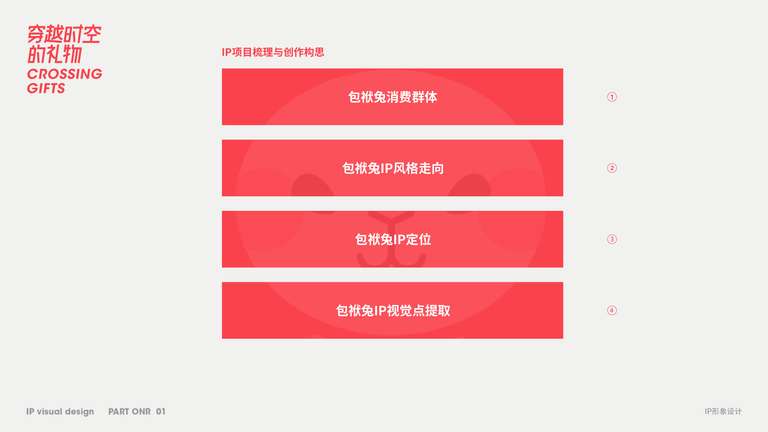 穿越时空
的礼物
CROSSING
GIFTS
IP项目梳理与创作构思
包袱兔消费群体
①
包袱兔IP风格走向
②
包袱兔IP定位
③
包袱兔IP视觉点提取
④
IP visual design PART ONR 01
IP形象设计